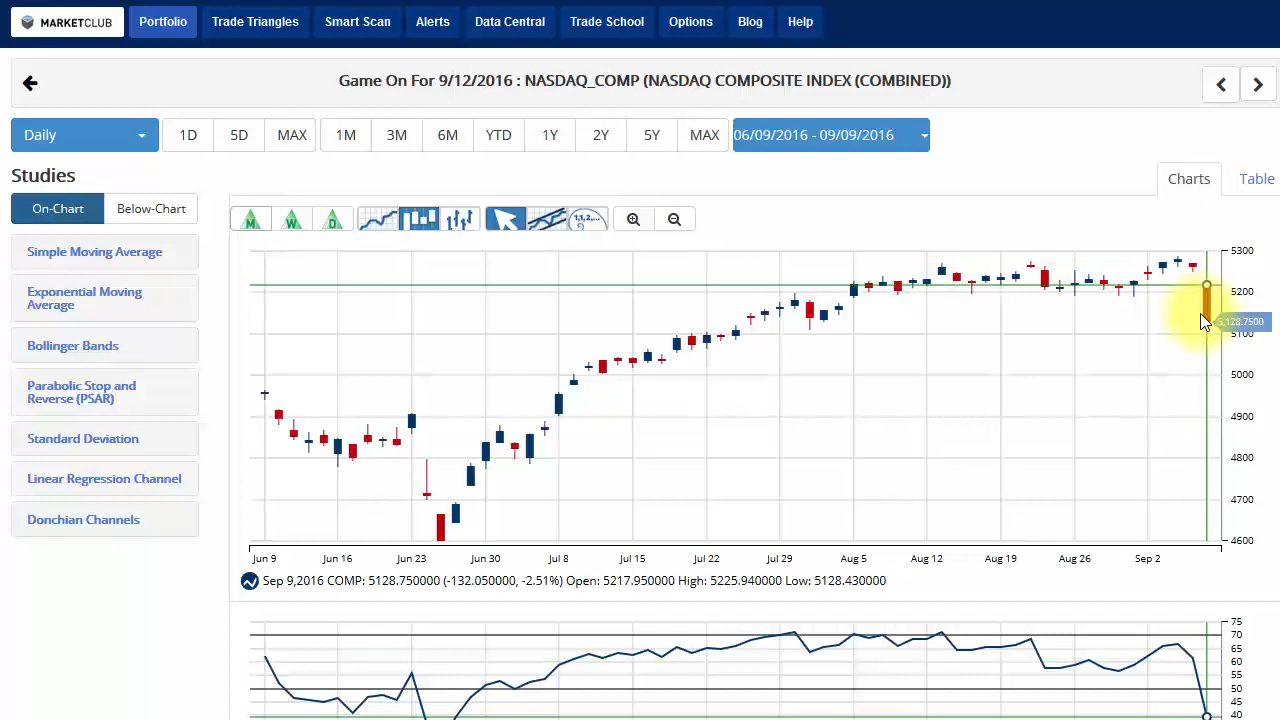 MARKETCLUB Portfolio Trade Triangles Smart Scan Alerts Data Central Trade School Options Blog Help
Game On For 9/12/2016 : NASDAQ_COMP (NASDAQ COMPOSITE INDEX (COMBINED))
Daily 1D 5D MAX 1M 3M 6M YTD 1Y 2Y 5Y MAX 06/09/2016 - 09/09/2016
Studies
Charts Table
On-Chart Below-Chart
M W D 1,1,2,...
Simple Moving Average
Exponential Moving
Average
Bollinger Bands
Parabolic Stop and
Reverse (PSAR)
Standard Deviation
Linear Regression Channel
Donchian Channels
5300
5200
5,128.7500
5100
5000
4900
4800
4700
4600
Jun 9 Jun 16 Jun 23 Jun 30 Jul 8 Jul 15 Jul 22 Jul 29 Aug 5 Aug 12 Aug 19 Aug 26 Sep 2
Sep 9,2016 COMP: 5128.750000 (-132.050000, -2.51%) Open: 5217.950000 High: 5225.940000 Low: 5128.430000
75
70
65
60
55
50
45
40